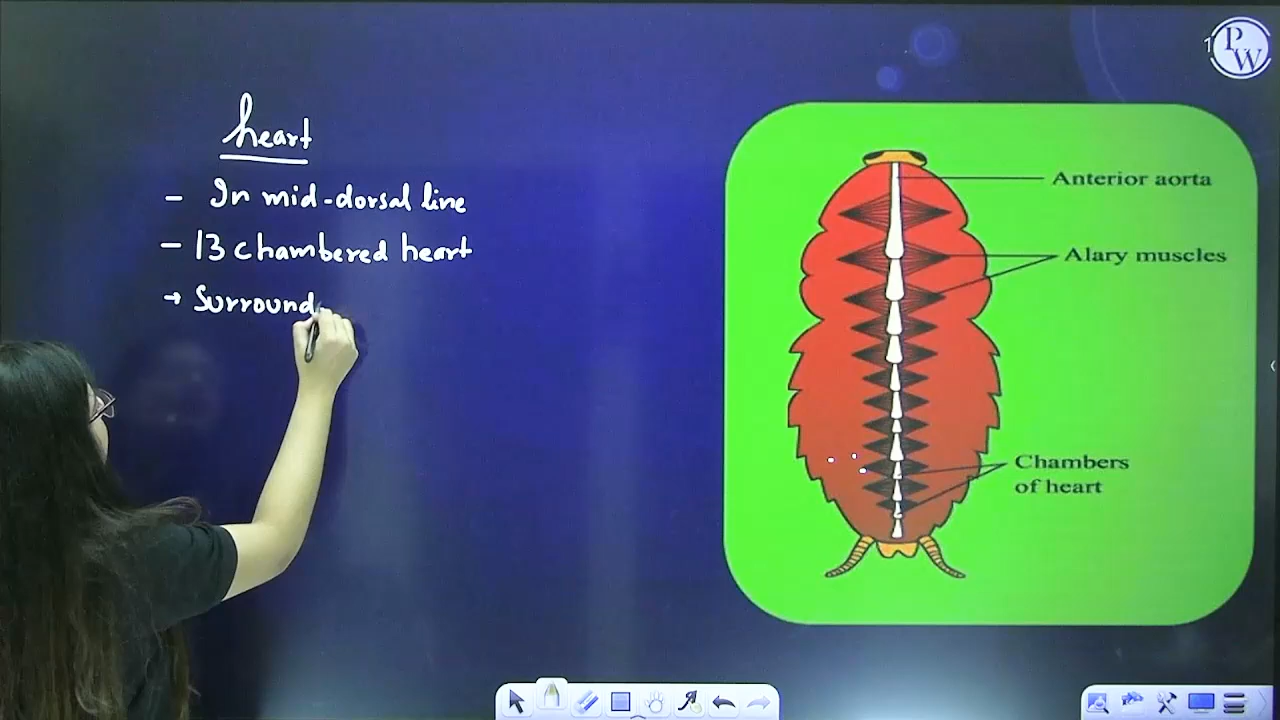 heart
- In mid-dorsal line
- 13 chambered heart
→ Surround
PW
Anterior aorta
Alary muscles
Chambers
of heart